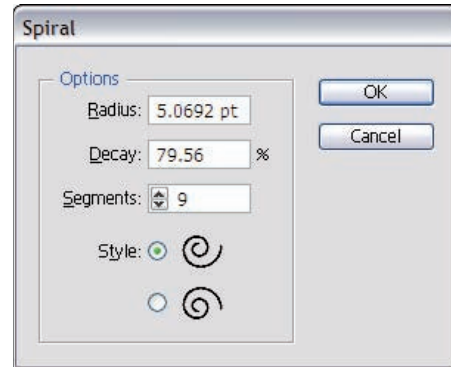 Spiral
Options
Radius: 5.0692 pt
Decay: 79.56 %
Segments: 9
Style:
OK
Cancel